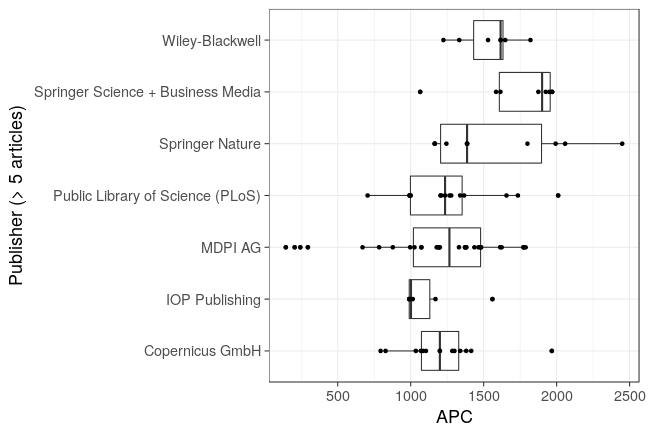 Publisher (> 5 articles)
Wiley-Blackwell
Springer Science + Business Media
Springer Nature
Public Library of Science (PLoS)
MDPI AG
IOP Publishing
Copernicus GmbH
500 1000 1500 2000 2500
APC